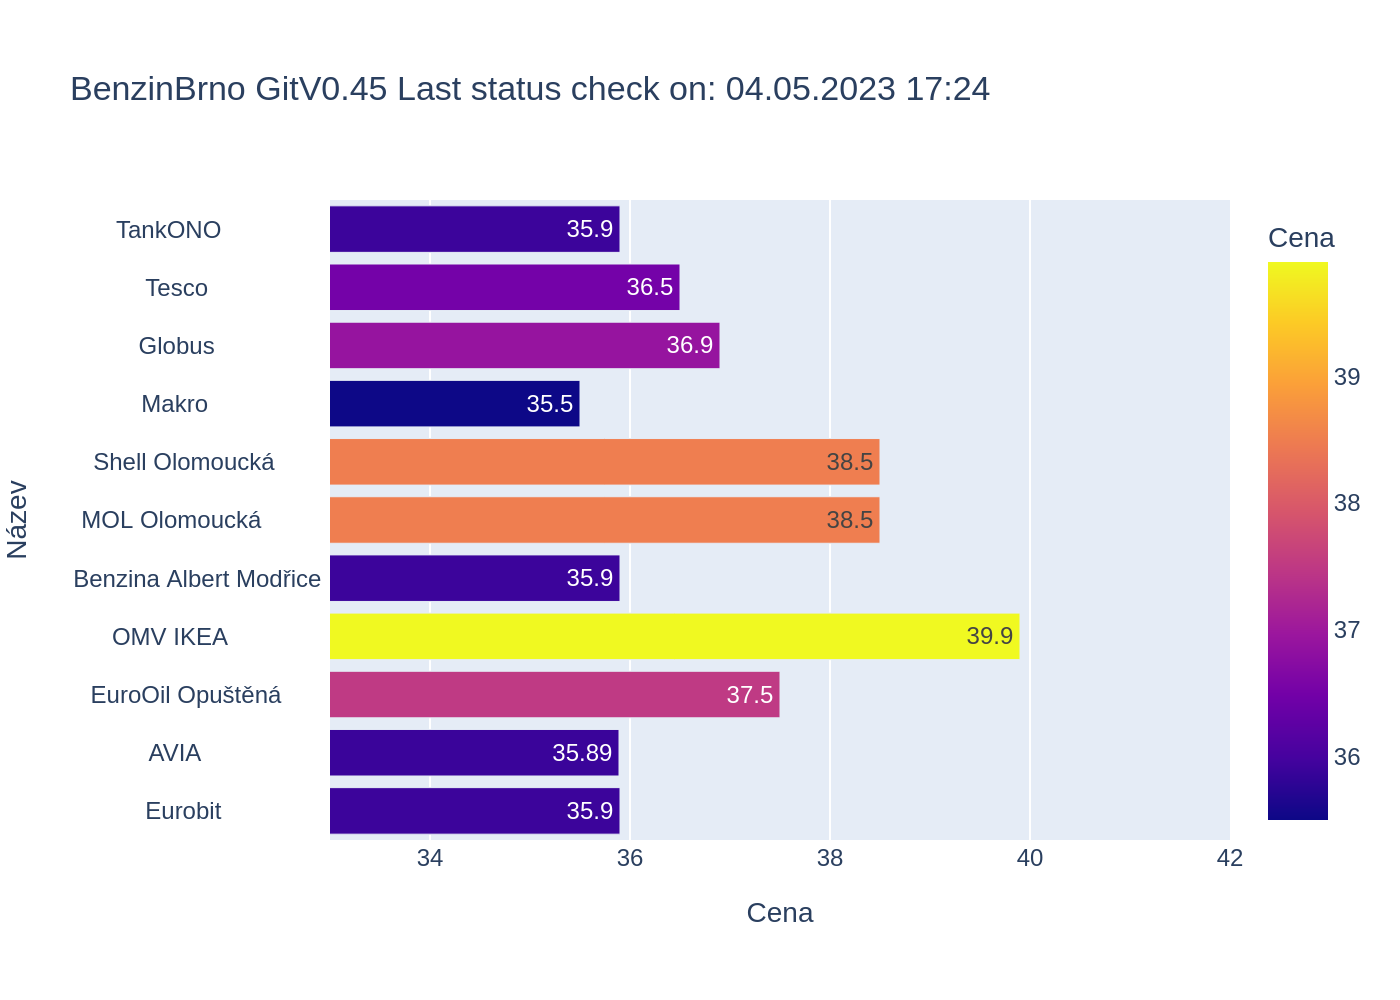 BenzinBrno GitV0.45 Last status check on: 04.05.2023 17:24
Název
TankONO 35.9
Tesco 36.5
Globus 36.9
Makro 35.5
Shell Olomoucká 38.5
MOL Olomoucká 38.5
Benzina Albert Modřice 35.9
OMV IKEA 39.9
EuroOil Opuštěná 37.5
AVIA 35.89
Eurobit 35.9
34 36 38 40 42
Cena
Cena
39
38
37
36